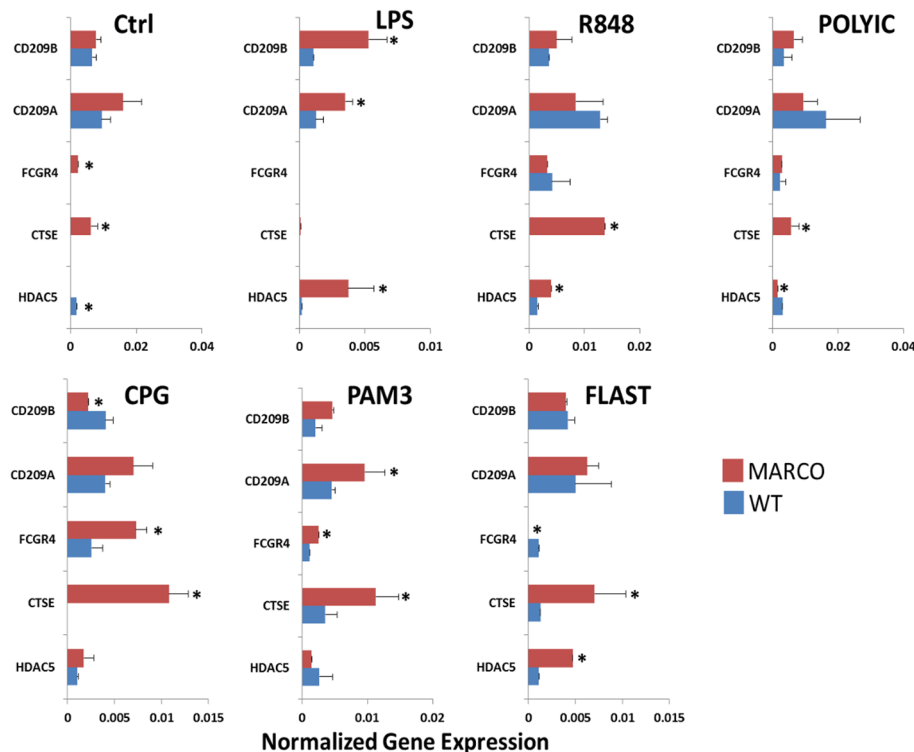 Ctrl
CD209B
CD209A
FCGR4 *
CTSE *
HDAC5 *
0 0.02 0.04
LPS
CD209B *
CD209A *
FCGR4
CTSE
HDAC5 *
0 0.005 0.01
R848
CD209B
CD209A
FCGR4
CTSE *
HDAC5 *
0 0.01 0.02
POLYIC
CD209B
CD209A
FCGR4
CTSE *
HDAC5 *
0 0.02 0.04
CPG
CD209B *
CD209A
FCGR4 *
CTSE *
HDAC5
0 0.005 0.01 0.015
PAM3
CD209B
CD209A *
FCGR4 *
CTSE *
HDAC5
0 0.01 0.02
FLAST
CD209B
CD209A
FCGR4 *
CTSE *
HDAC5 *
0 0.005 0.01 0.015
MARCO
WT
Normalized Gene Expression